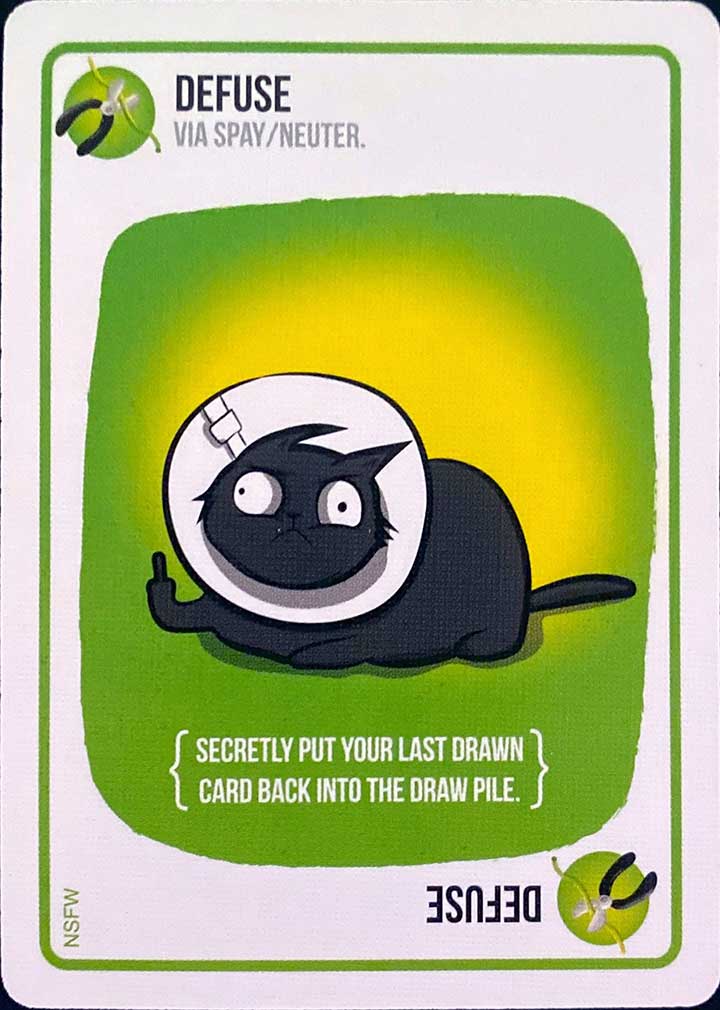 DEFUSE
VIA SPAY/NEUTER.
SECRETLY PUT YOUR LAST DRAWN
CARD BACK INTO THE DRAW PILE.
NSFW
DEFUSE